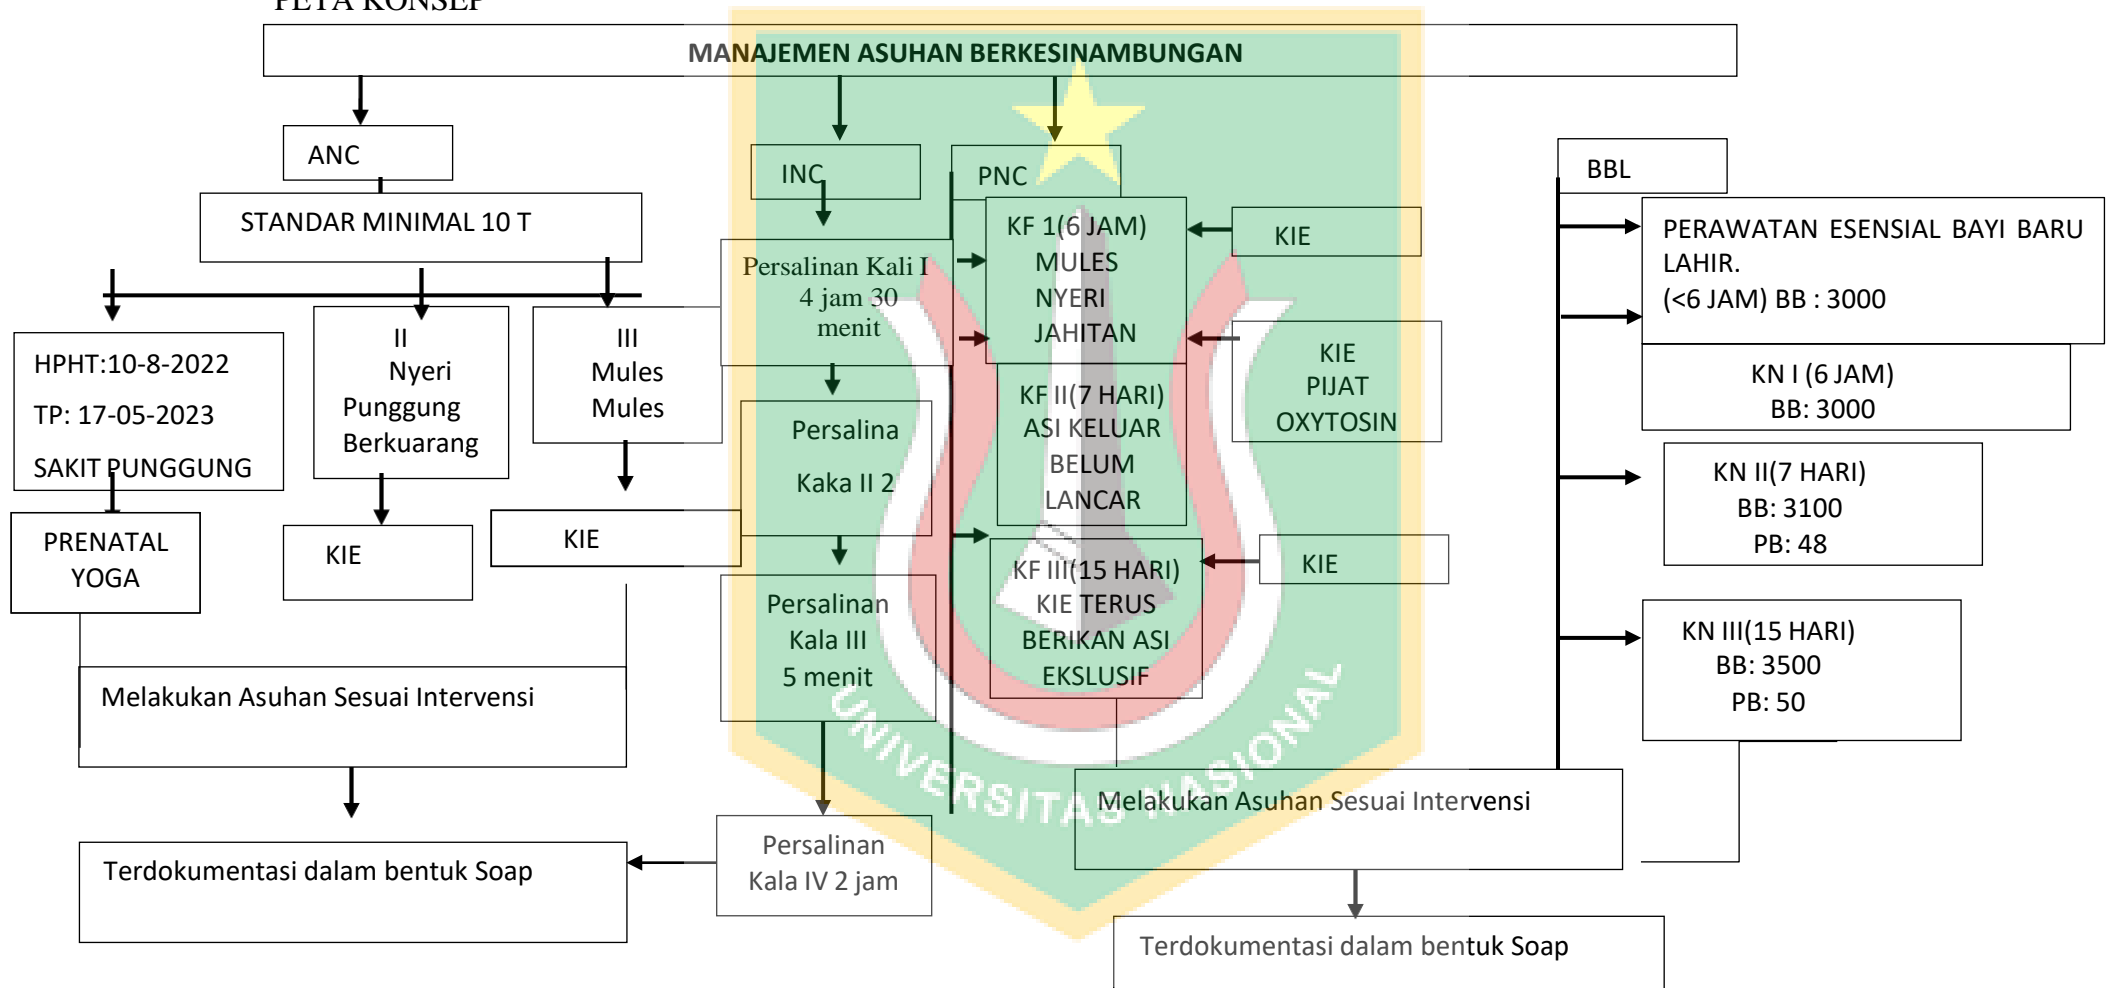 PETA KONSEP
MANAJEMEN ASUHAN BERKESINAMBUNGAN
ANC
STANDAR MINIMAL 10 T
HPHT:10-8-2022
TP: 17-05-2023
SAKIT PUNGGUNG
PRENATAL
YOGA
II
Nyeri
Punggung
Berkuarang
KIE
III
Mules
Mules
KIE
Melakukan Asuhan Sesuai Intervensi
Terdokumentasi dalam bentuk Soap
INC
Persalinan Kali I
4 jam 30
menit
Persalina
Kaka II 2
Persalinan
Kala III
5 menit
Persalinan
Kala IV 2 jam
PNC
KF 1(6 JAM)
MULES
NYERI
JAHITAN
KIE
KF II(7 HARI)
ASI KELUAR
BELUM
LANCAR
KIE
PIJAT
OXYTOSIN
KF III(15 HARI)
KIE TERUS
BERIKAN ASI
EKSLUSIF
KIE
UNIVERSITAS NASIONAL
Melakukan Asuhan Sesuai Intervensi
Terdokumentasi dalam bentuk Soap
BBL
PERAWATAN ESENSIAL BAYI BARU
LAHIR.
(<6 JAM) BB : 3000
KN I (6 JAM)
BB: 3000
KN II(7 HARI)
BB: 3100
PB: 48
KN III(15 HARI)
BB: 3500
PB: 50